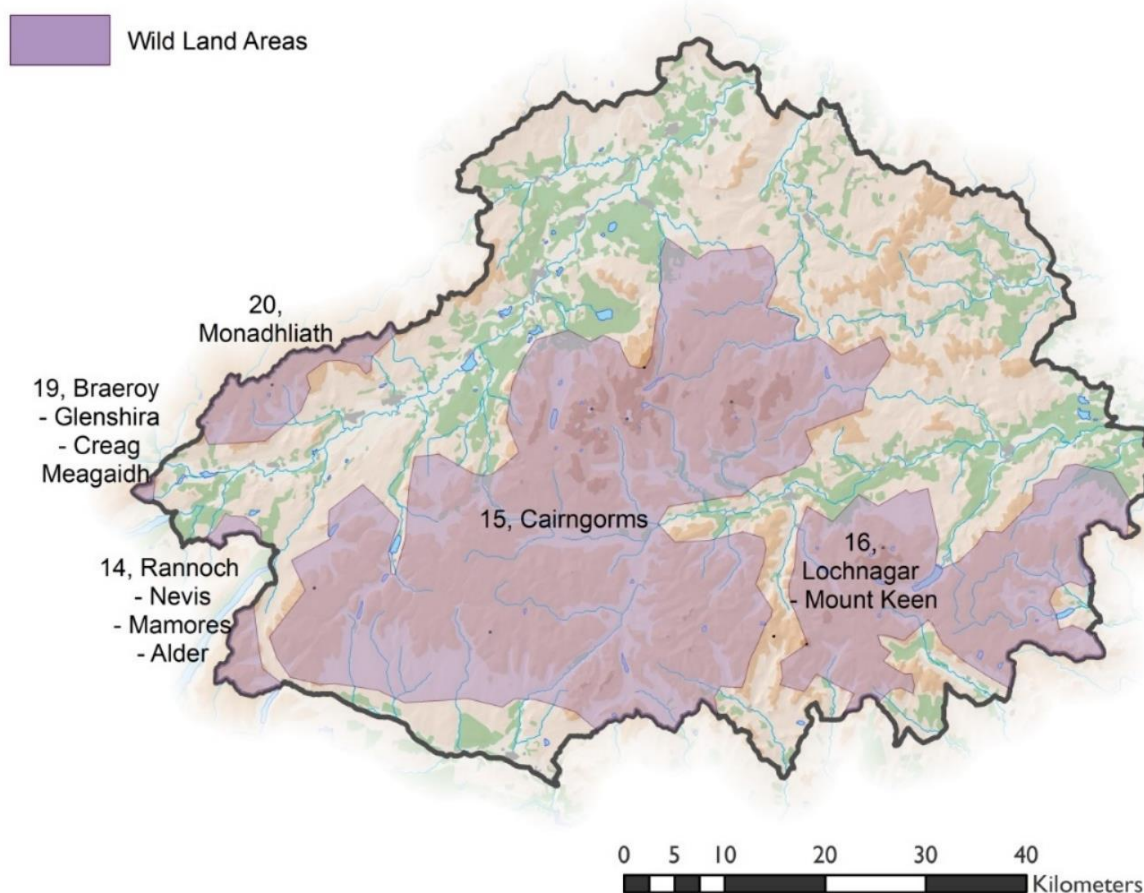 Wild Land Areas
20,
Monadhliath
19, Braeroy
- Glenshira
- Creag
Meagaidh
14, Rannoch
- Nevis
- Mamores
- Alder
15, Cairngorms
16,
Lochnagar
- Mount Keen
0 5 10 20 30 40
Kilometers